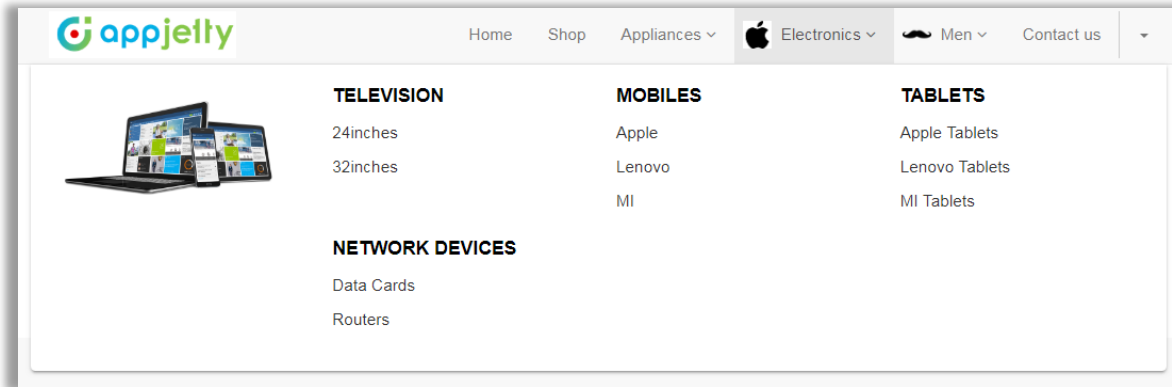 appjetty
Home Shop Appliances Electronics Men Contact us
TELEVISION
24inches
32inches
MOBILES
Apple
Lenovo
MI
TABLETS
Apple Tablets
Lenovo Tablets
MI Tablets
NETWORK DEVICES
Data Cards
Routers